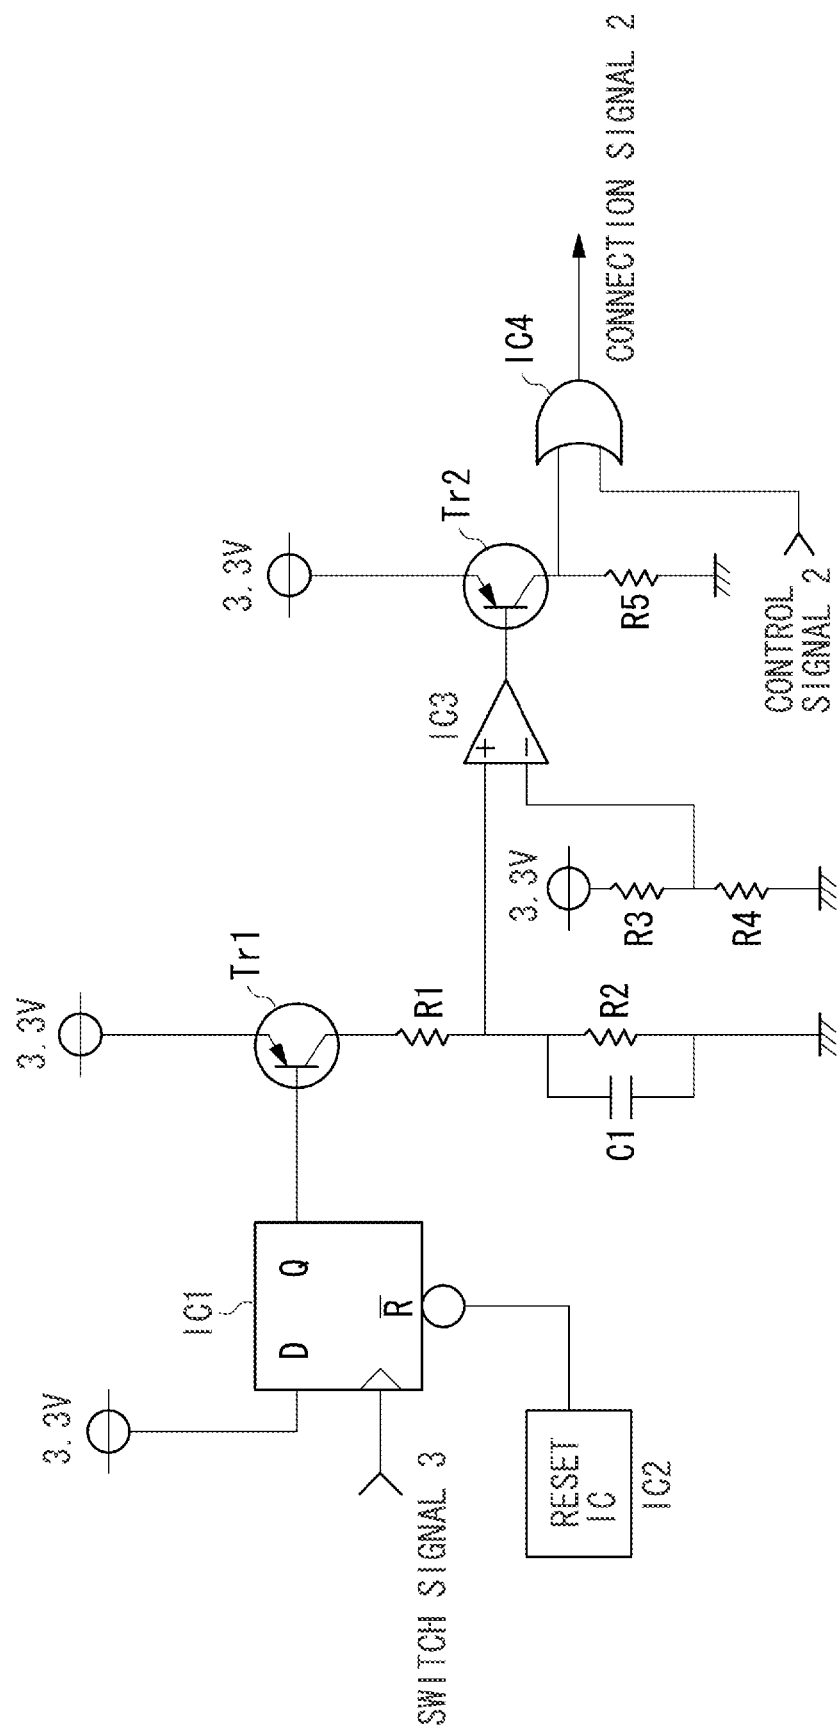 3.3V
IC1
D
Q
R
SWITCH SIGNAL 3
RESET
IC
IC2
3.3V
Tr1
R1
R2
C1
3.3V
R3
R4
IC3
+
−
3.3V
Tr2
R5
IC4
CONTROL
SIGNAL 2
CONNECTION SIGNAL 2